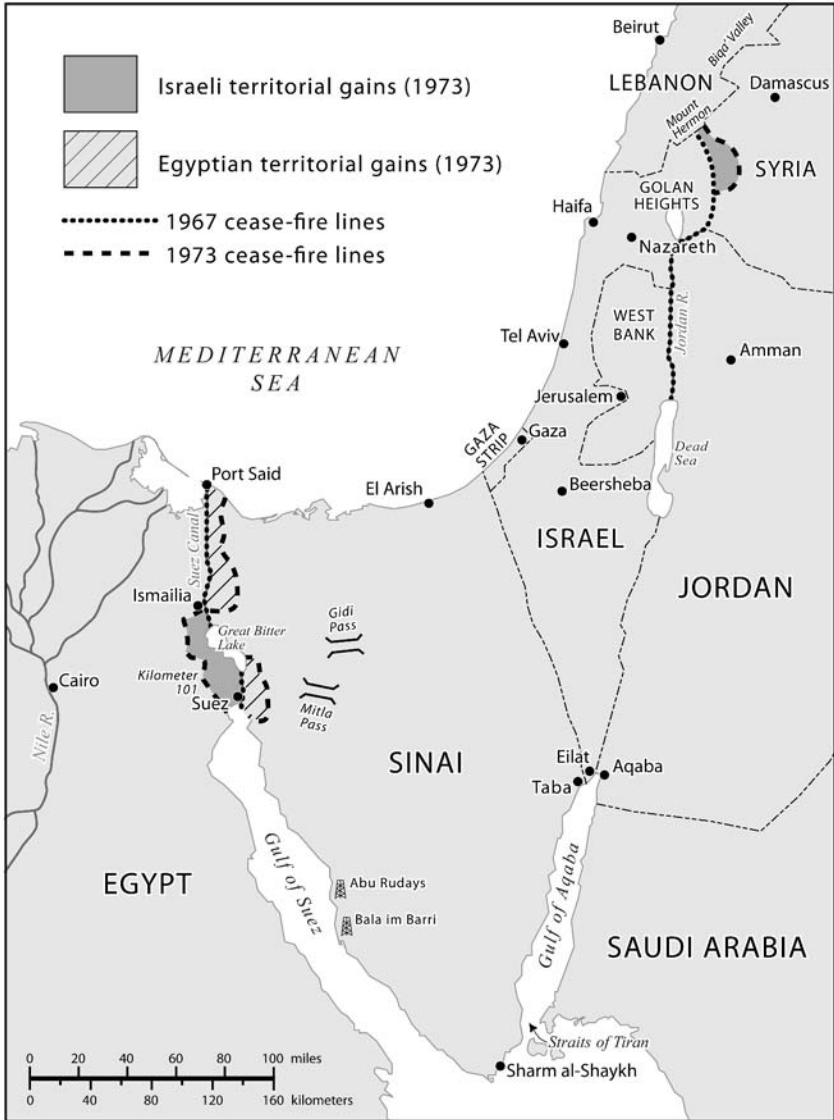 Israeli territorial gains (1973)
Egyptian territorial gains (1973)
1967 cease-fire lines
1973 cease-fire lines
Beirut
Biqa' Valley
LEBANON
Damascus
Mount
Hermon
SYRIA
GOLAN
HEIGHTS
Haifa
Nazareth
MEDITERRANEAN
SEA
Tel Aviv
WEST
BANK
Jordan R.
Amman
Jerusalem
GAZA
STRIP
Gaza
Dead
Sea
Port Said
El Arish
Beersheba
ISRAEL
Suez Canal
JORDAN
Ismailia
Great Bitter
Lake
Gidi
Pass
Cairo
Kilometer
101
Suez
Mitla
Pass
Nile R.
SINAI
Eilat
Aqaba
Taba
EGYPT
Gulf of Suez
Abu Rudays
Bala im Barri
Gulf of Aqaba
SAUDI ARABIA
Straits of Tiran
Sharm al-Shaykh
0 20 40 60 80 100 miles
0 40 80 120 160 kilometers